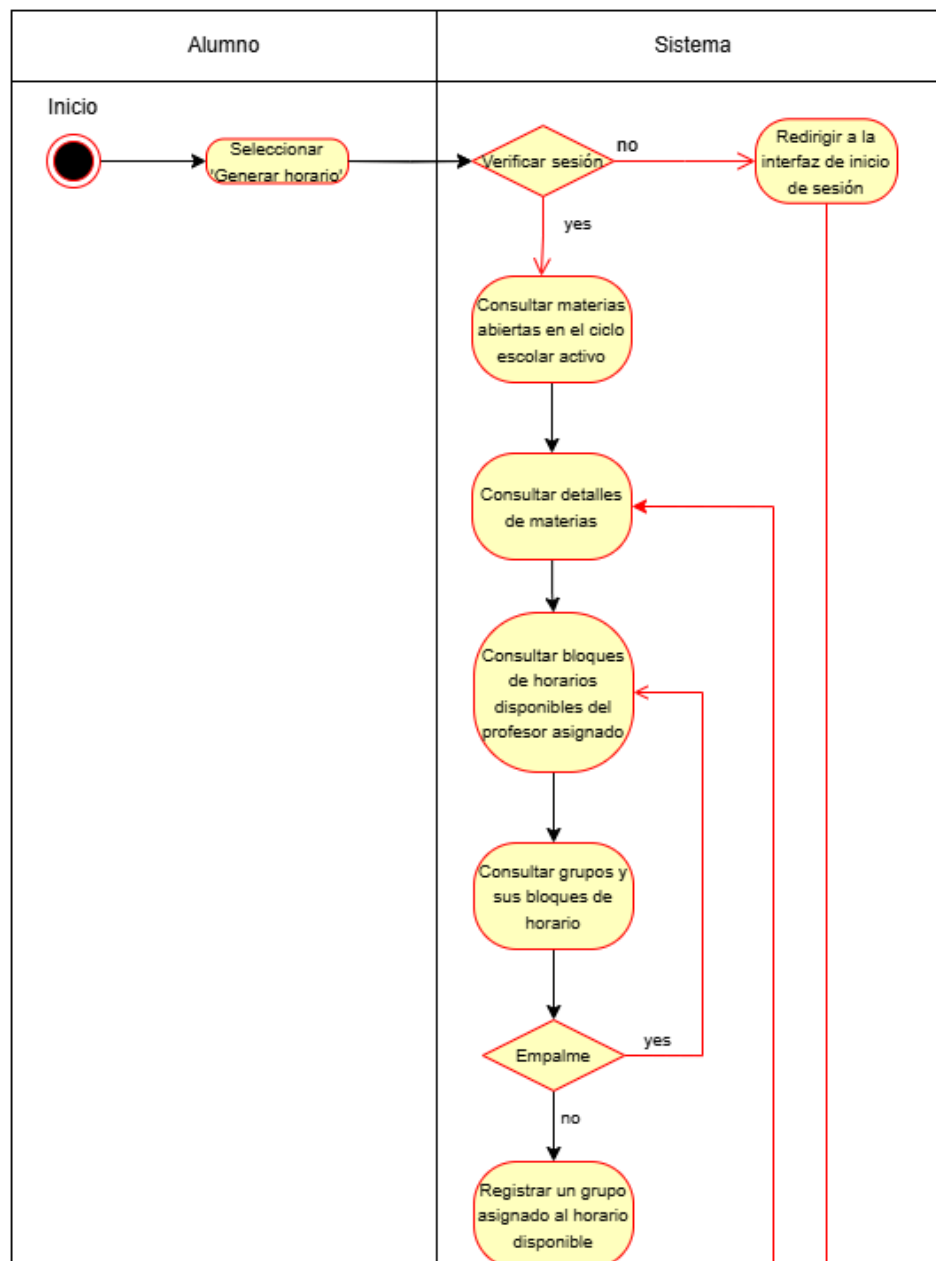 Alumno
Sistema
Inicio
Seleccionar
'Generar horario'
Verificar sesión
no
Redirigir a la
interfaz de inicio
de sesión
yes
Consultar materias
abiertas en el ciclo
escolar activo
Consultar detalles
de materias
Consultar bloques
de horarios
disponibles del
profesor asignado
Consultar grupos y
sus bloques de
horario
Empalme
yes
no
Registrar un grupo
asignado al horario
disponible